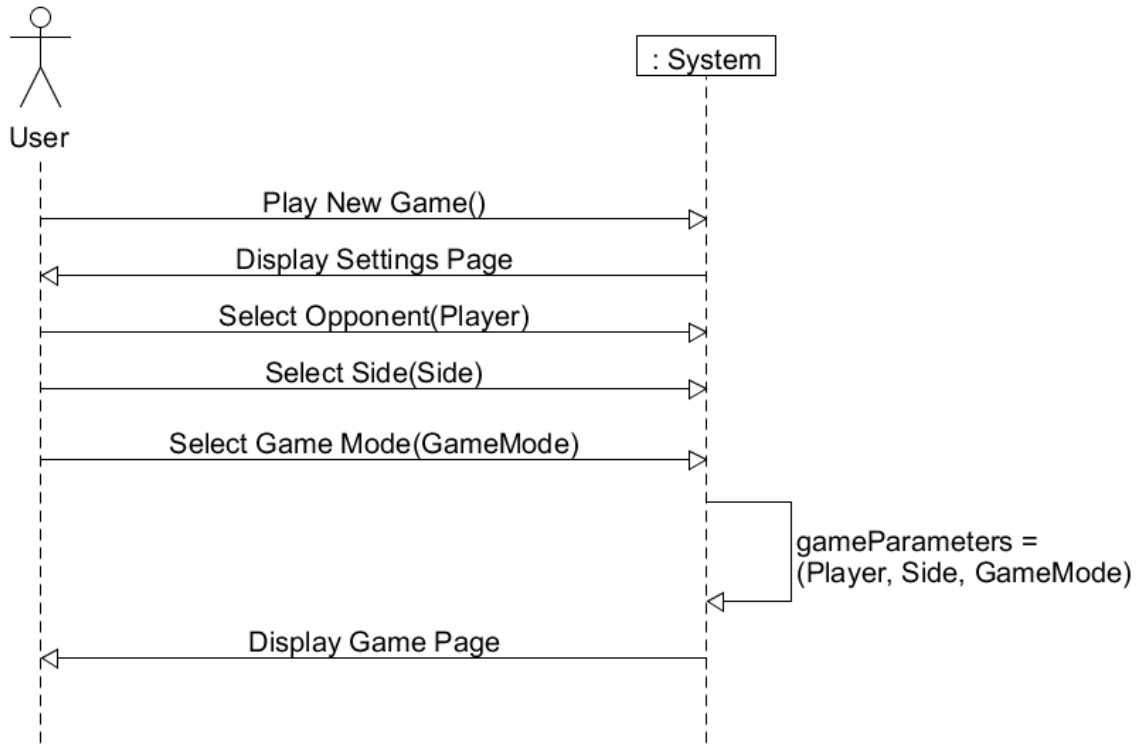 : System
User
Play New Game()
Display Settings Page
Select Opponent(Player)
Select Side(Side)
Select Game Mode(GameMode)
gameParameters =
(Player, Side, GameMode)
Display Game Page